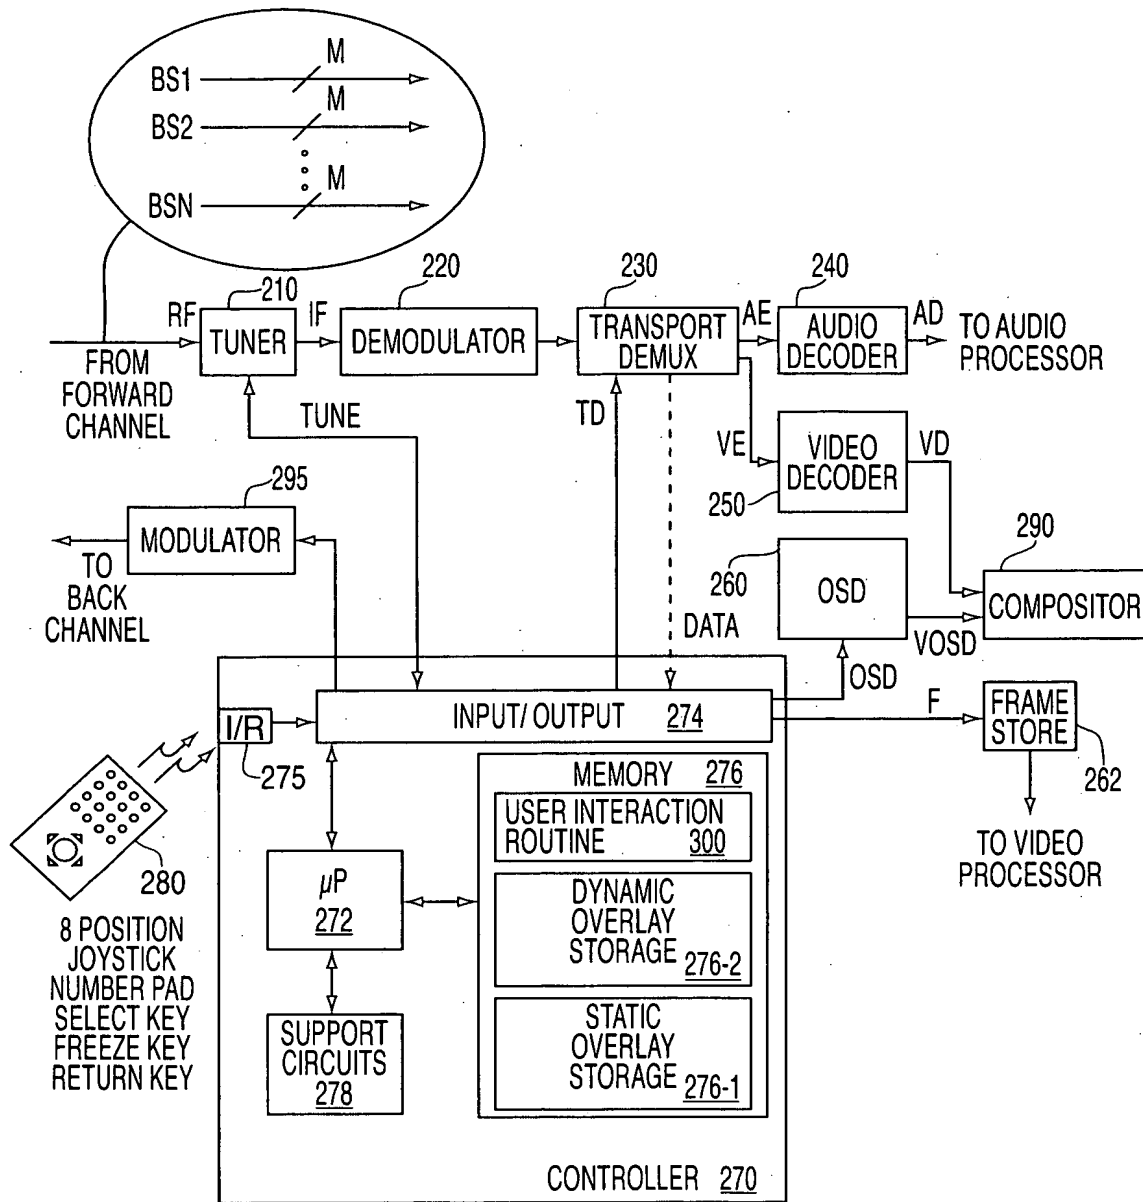 BS1
M
BS2
M
BSN
M
210
220
230
240
RF
TUNER
IF
DEMODULATOR
TRANSPORT
DEMUX
AE
AUDIO
DECODER
AD
TO AUDIO
PROCESSOR
FROM
FORWARD
CHANNEL
TUNE
TD
VE
VIDEO
DECODER
VD
250
295
MODULATOR
TO
BACK
CHANNEL
260
OSD
290
COMPOSITOR
DATA
VOSD
OSD
INPUT/OUTPUT 274
F
FRAME
STORE
262
TO VIDEO
PROCESSOR
I/R
275
280
8 POSITION
JOYSTICK
NUMBER PAD
SELECT KEY
FREEZE KEY
RETURN KEY
MEMORY 276
USER INTERACTION
ROUTINE 300
µP
272
DYNAMIC
OVERLAY
STORAGE
276-2
SUPPORT
CIRCUITS
278
STATIC
OVERLAY
STORAGE
276-1
CONTROLLER 270